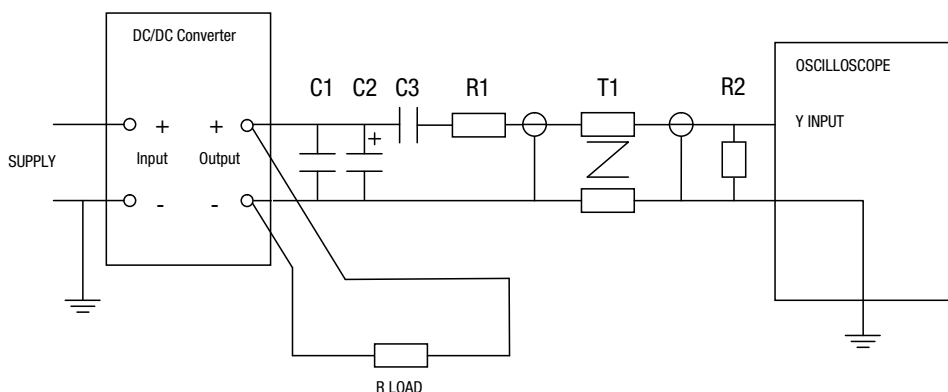 DC/DC Converter
OSCILLOSCOPE
C1 C2 C3 R1 T1 R2
+ + + Y INPUT
SUPPLY Input Output
- -
R LOAD